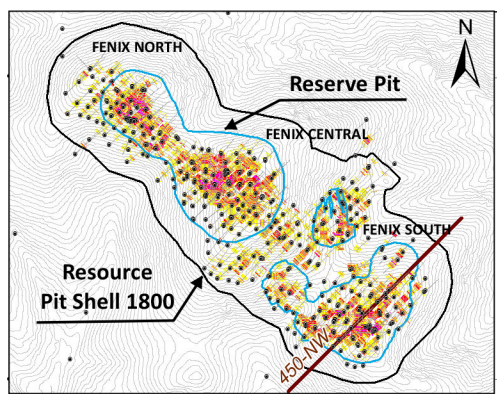 FENIX NORTH
N
Reserve Pit
FENIX CENTRAL
FENIX SOUTH
Resource
Pit Shell 1800
450-NW